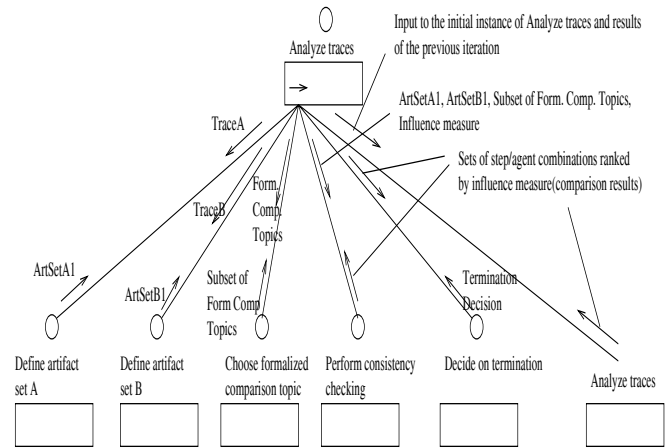 Analyze traces
Input to the initial instance of Analyze traces and results
of the previous iteration
ArtSetA1, ArtSetB1, Subset of Form. Comp. Topics,
Influence measure
Sets of step/agent combinations ranked
by influence measure(comparison results)
TraceA
TraceB
Form.
Comp.
Topics
ArtSetA1
ArtSetB1
Subset of
Form Comp
Topics
Termination
Decision
Define artifact
set A
Define artifact
set B
Choose formalized
comparison topic
Perform consistency
checking
Decide on termination
Analyze traces